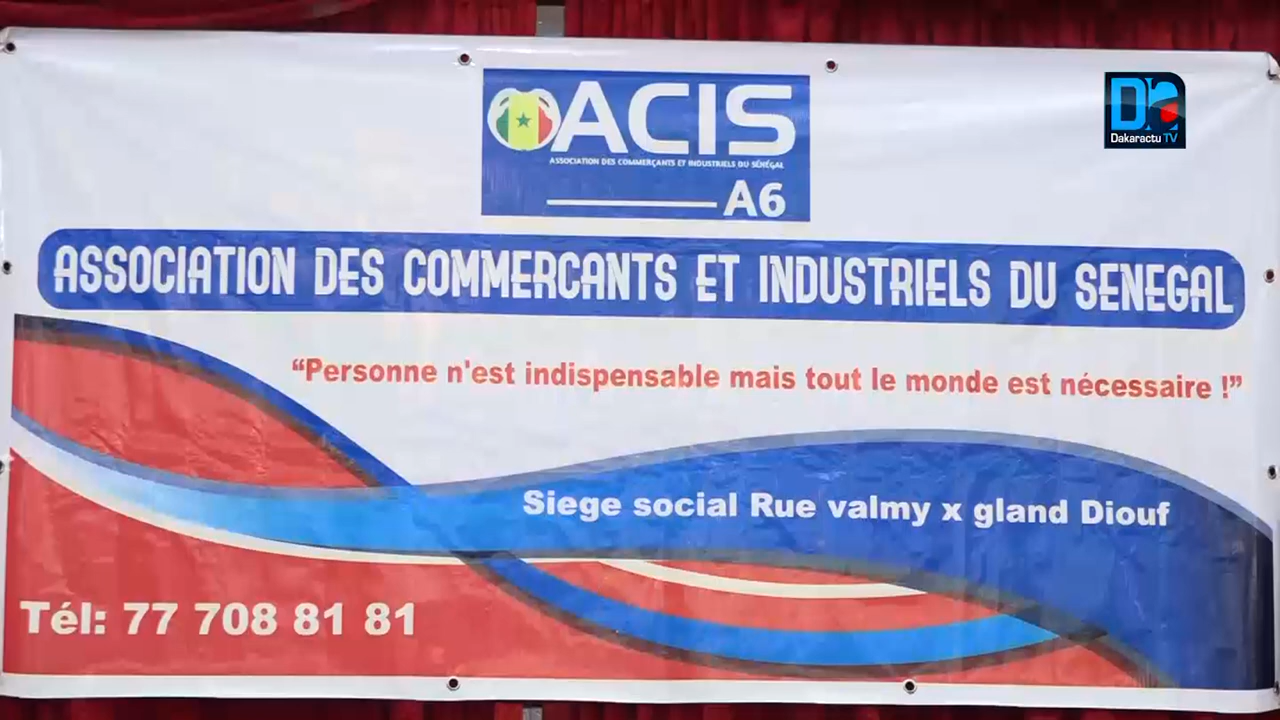 ACIS
ASSOCIATION DES COMMERÇANTS ET INDUSTRIELS DU SÉNÉGAL
A6
Dakaractu TV
ASSOCIATION DES COMMERCANTS ET INDUSTRIELS DU SENEGAL
“Personne n'est indispensable mais tout le monde est nécessaire !”
Siege social Rue valmy x gland Diouf
Tél: 77 708 81 81